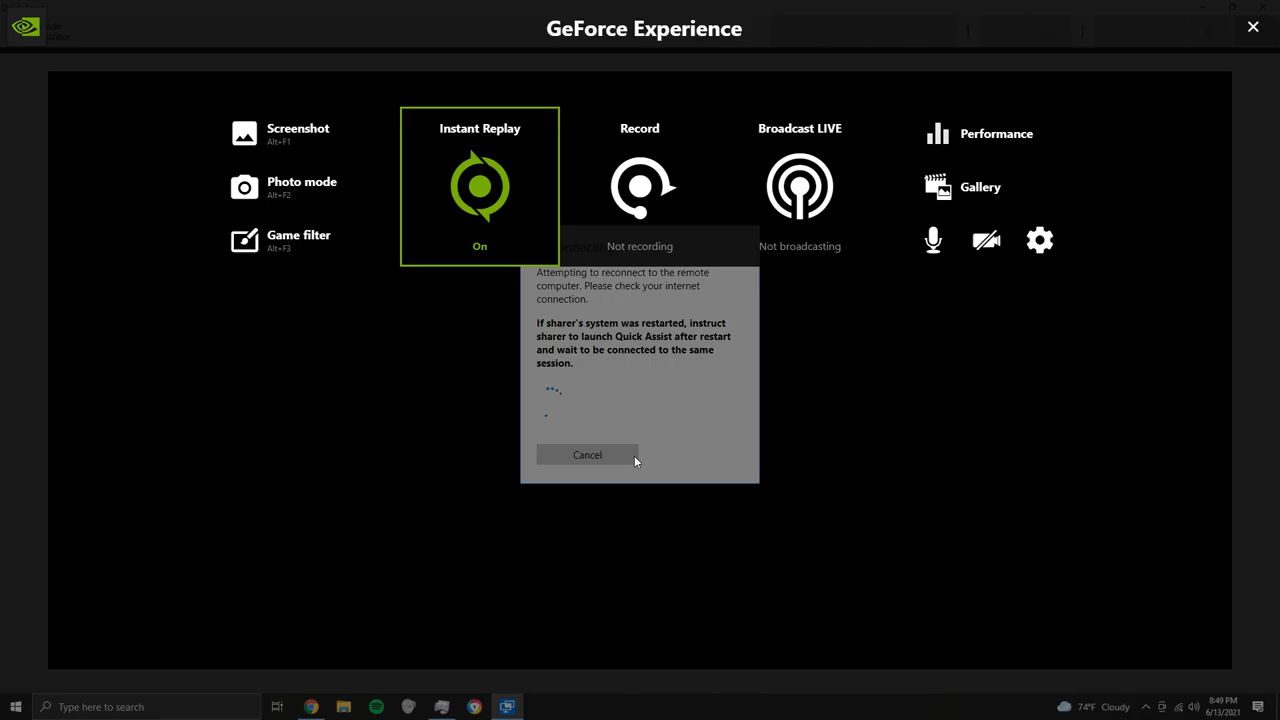 GeForce Experience
Screenshot
Alt+F1
Photo mode
Alt+F2
Game filter
Alt+F3
Instant Replay
On
Record
Not recording
Broadcast LIVE
Not broadcasting
Performance
Gallery
Attempting to reconnect to the remote
computer. Please check your internet
connection.
If sharer's system was restarted, instruct
sharer to launch Quick Assist after restart
and wait to be connected to the same
session.
Cancel
Type here to search
74°F Cloudy
8:49 PM
6/13/2021